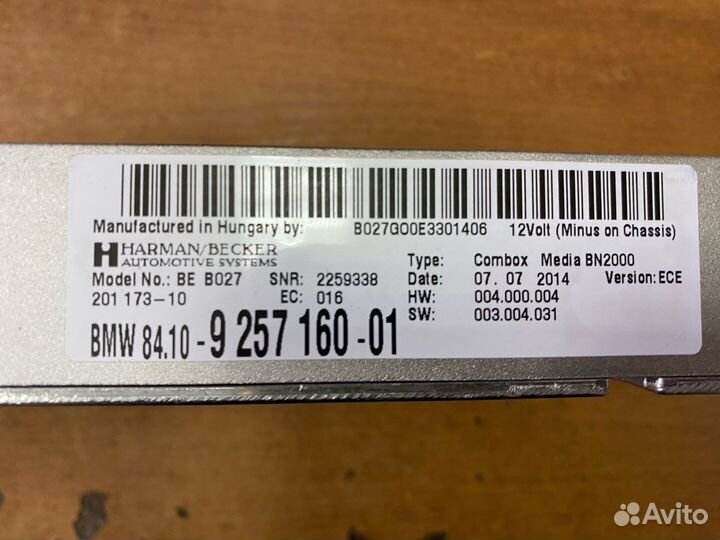 Manufactured in Hungary by: B027GO0E3301406 12Volt (Minus on Chassis)
HARMAN/BECKER
AUTOMOTIVE SYSTEMS
Type: Combox Media BN2000
Model No.: BE B027 SNR: 2259338 Date: 07. 07 2014 Version: ECE
201 173-10 EC: 016 HW: 004.000.004
SW: 003.004.031
BMW 84.10 - 9 257 160 - 01
Avito